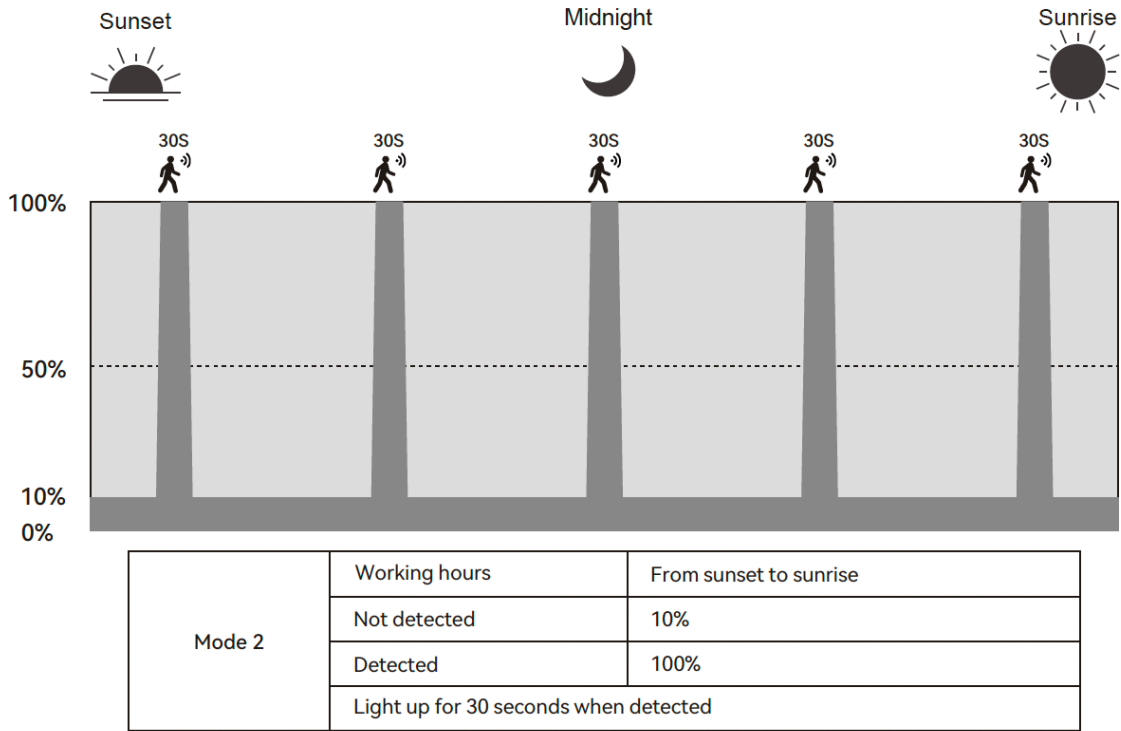 Sunset
Midnight
Sunrise
30S
30S
30S
30S
30S
100%
50%
10%
0%
Mode 2
Working hours
From sunset to sunrise
Not detected
10%
Detected
100%
Light up for 30 seconds when detected